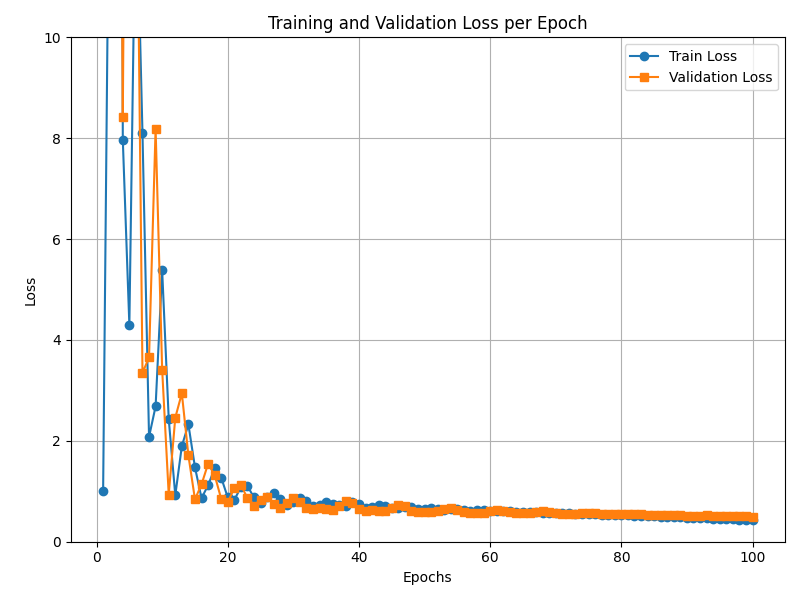 Training and Validation Loss per Epoch
Train Loss
Validation Loss
Loss
10
8
6
4
2
0
0 20 40 60 80 100
Epochs